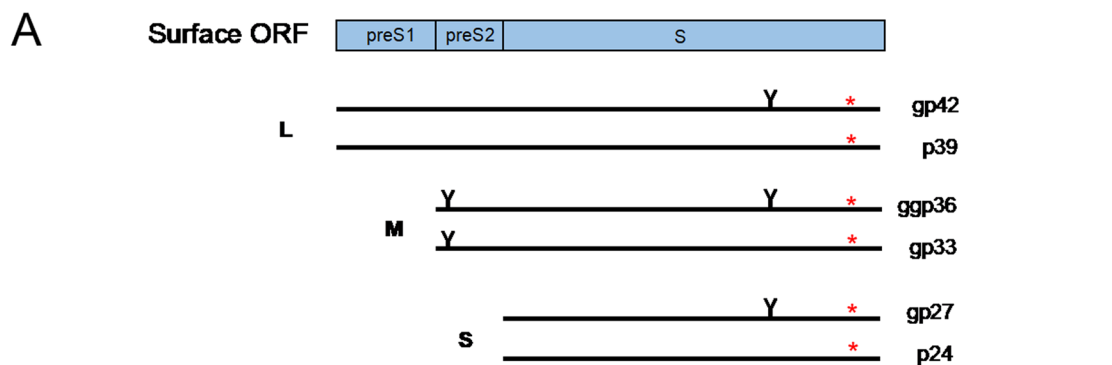 A
Surface ORF preS1 preS2 S
Y * gp42
L
* p39
Y Y * ggp36
M
Y * gp33
Y * gp27
S
* p24